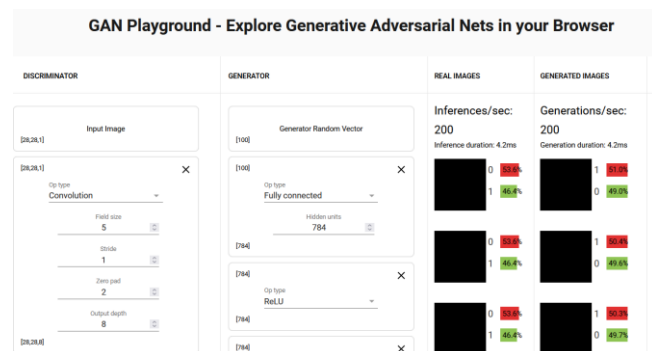 GAN Playground - Explore Generative Adversarial Nets in your Browser
DISCRIMINATOR
GENERATOR
REAL IMAGES
GENERATED IMAGES
Input Image
[28,28,1]
[28,28,1]
Op type
Convolution
Field size
5
Stride
1
Zero pad
2
Output depth
8
[28,28,8]
Generator Random Vector
[100]
[100]
Op type
Fully connected
Hidden units
784
[784]
[784]
Op type
ReLU
[784]
[784]
Inferences/sec:
200
Inference duration: 4.2ms
0 53.6%
1 46.4%
0 53.6%
1 46.4%
0 53.6%
1 46.4%
Generations/sec:
200
Generation duration: 4.2ms
1 51.0%
0 49.0%
1 50.4%
0 49.6%
1 50.3%
0 49.7%